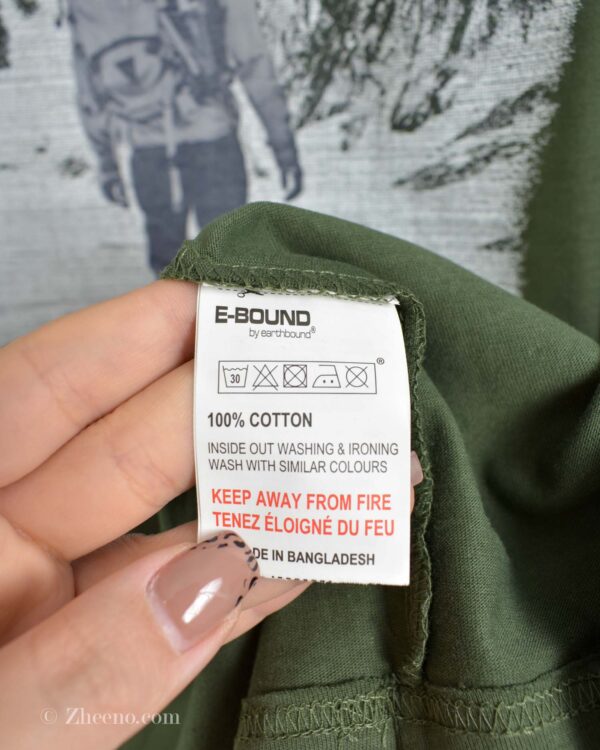 E-BOUND
by earthbound®
30
®
100% COTTON
INSIDE OUT WASHING & IRONING
WASH WITH SIMILAR COLOURS
KEEP AWAY FROM FIRE
TENEZ ÉLOIGNÉ DU FEU
DE IN BANGLADESH
© Zheeno.com